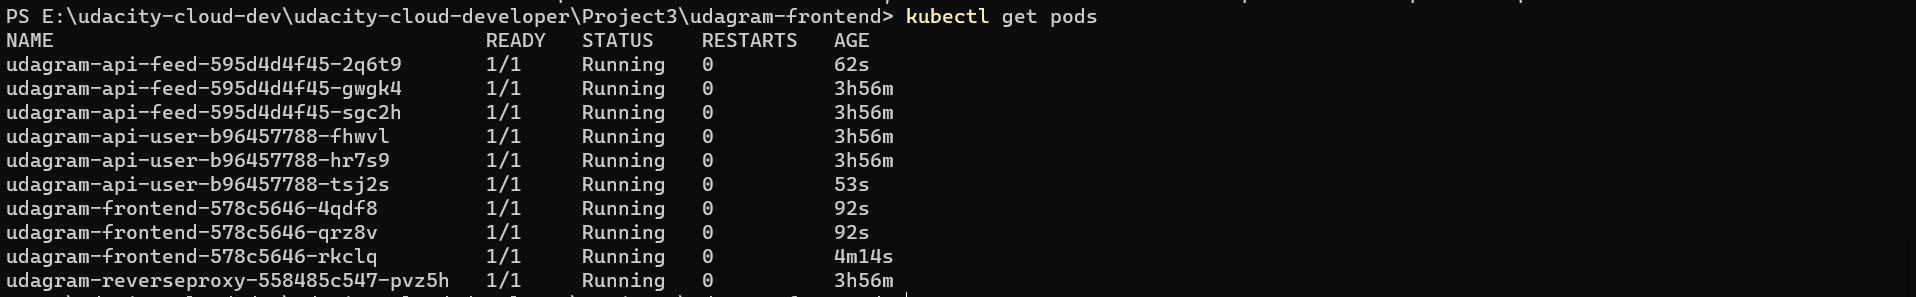 PS E:\udacity-cloud-dev\udacity-cloud-developer\Project3\udagram-frontend> kubectl get pods
NAME READY STATUS RESTARTS AGE
udagram-api-feed-595d4d4f45-2q6t9 1/1 Running 0 62s
udagram-api-feed-595d4d4f45-gwgk4 1/1 Running 0 3h56m
udagram-api-feed-595d4d4f45-sgc2h 1/1 Running 0 3h56m
udagram-api-user-b96457788-fhwvl 1/1 Running 0 3h56m
udagram-api-user-b96457788-hr7s9 1/1 Running 0 3h56m
udagram-api-user-b96457788-tsj2s 1/1 Running 0 53s
udagram-frontend-578c5646-4qdf8 1/1 Running 0 92s
udagram-frontend-578c5646-qrz8v 1/1 Running 0 92s
udagram-frontend-578c5646-rkclq 1/1 Running 0 4m14s
udagram-reverseproxy-558485c547-pvz5h 1/1 Running 0 3h56m